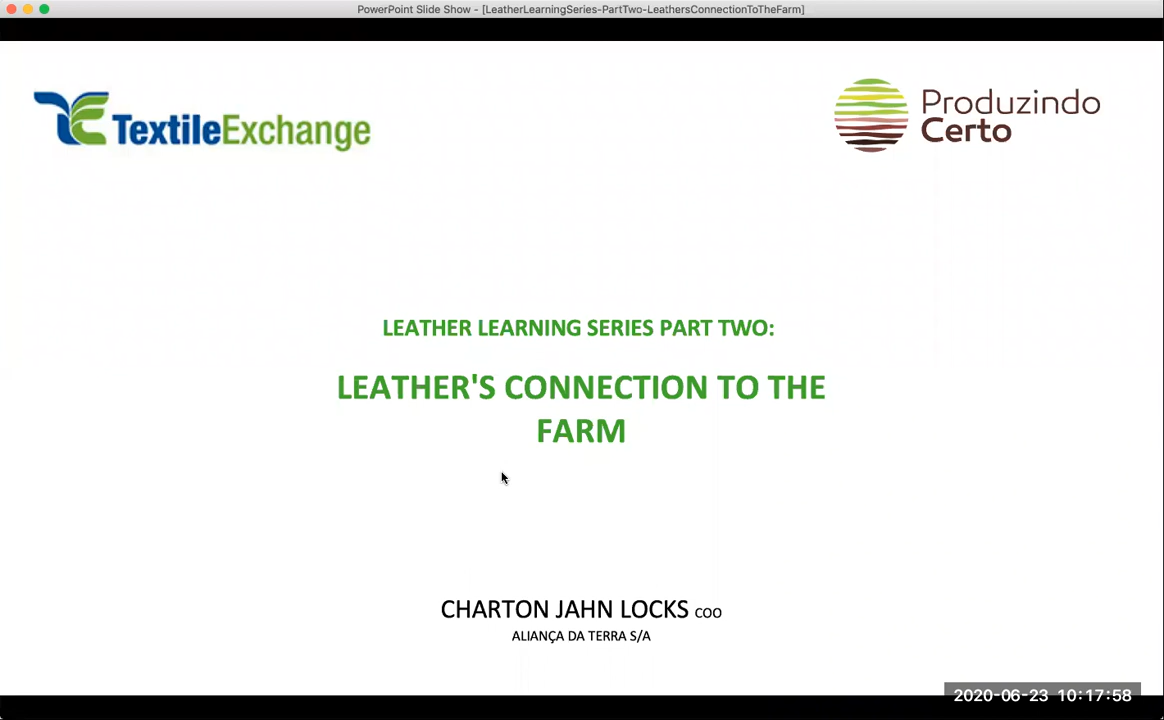 PowerPoint Slide Show - [LeatherLearningSeries-PartTwo-LeathersConnectionToTheFarm]
TextileExchange
Produzindo
Certo
LEATHER LEARNING SERIES PART TWO:
LEATHER'S CONNECTION TO THE
FARM
CHARTON JAHN LOCKS COO
ALIANÇA DA TERRA S/A
2020-06-23 10:17:58